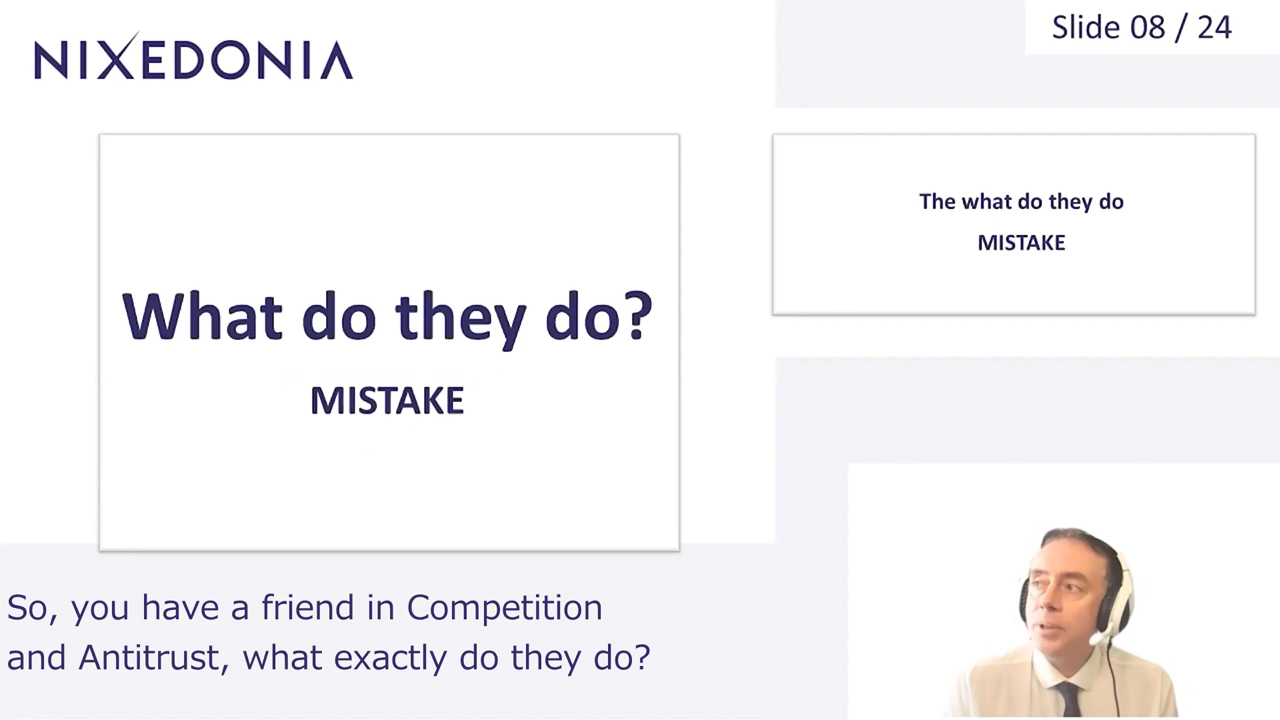 NIXEDONIA
Slide 08 / 24
What do they do?
MISTAKE
The what do they do
MISTAKE
So, you have a friend in Competition
and Antitrust, what exactly do they do?